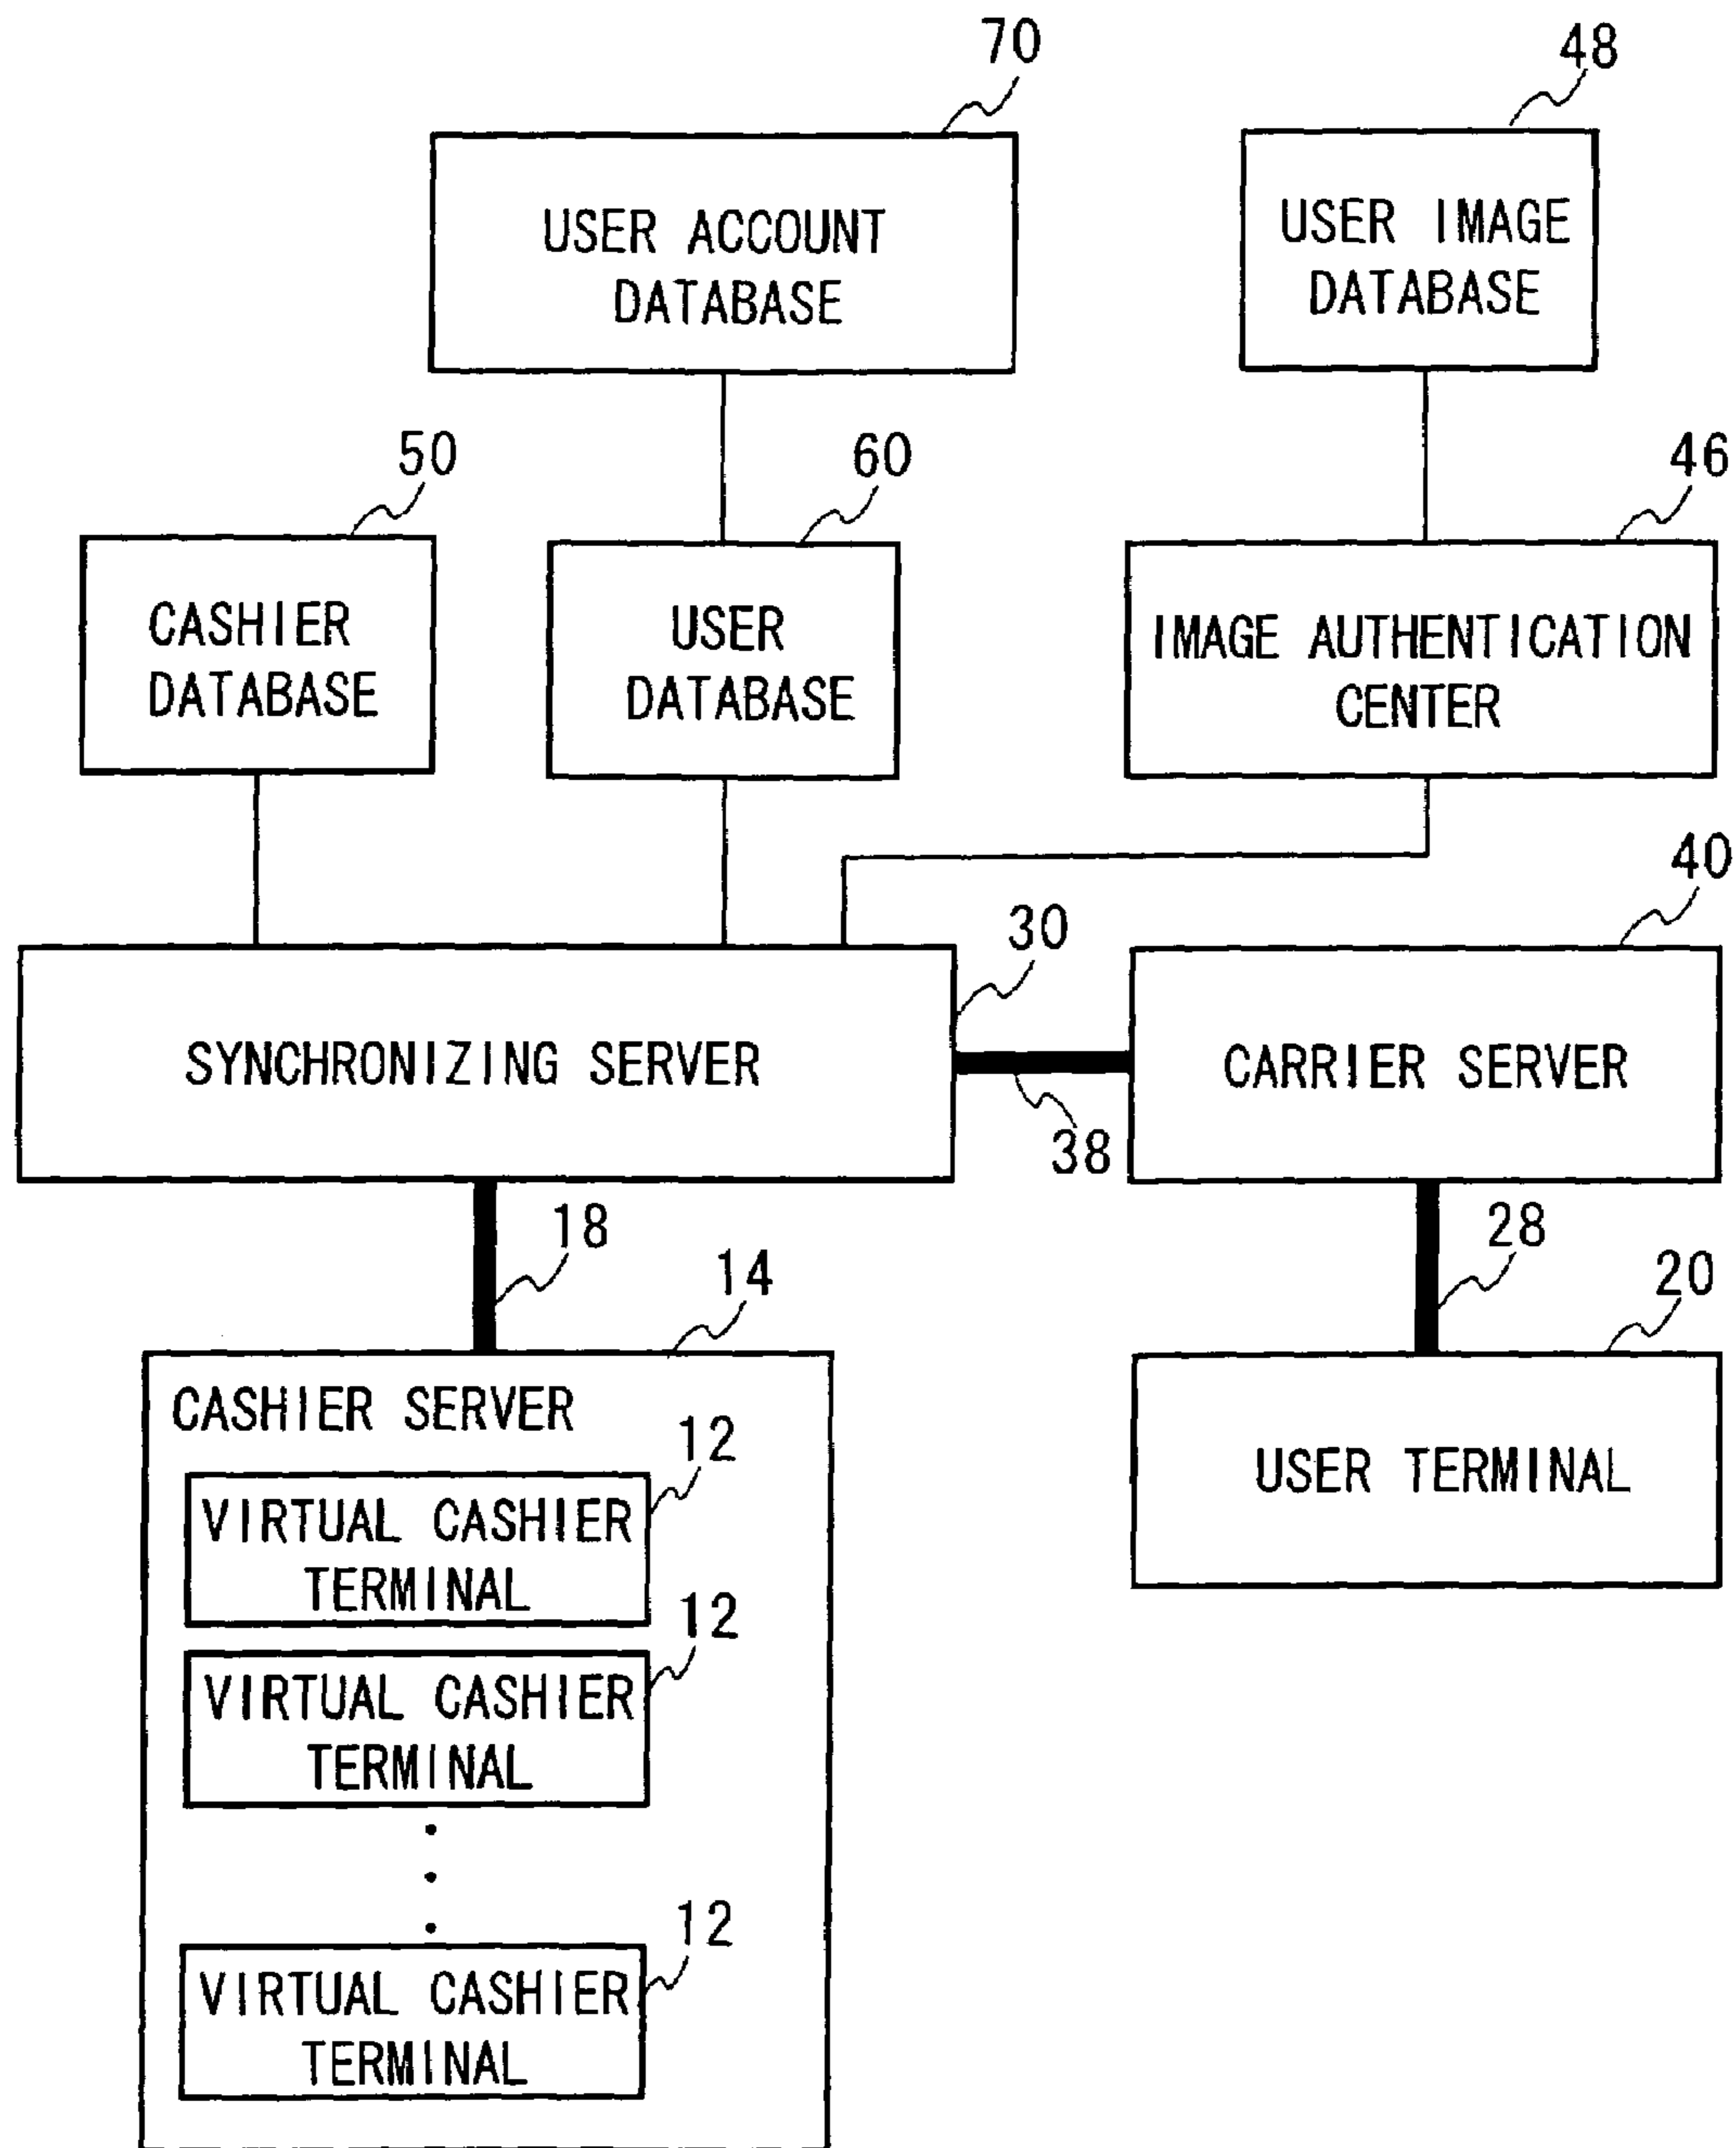 70
48
USER ACCOUNT
DATABASE
USER IMAGE
DATABASE
50
60
46
CASHIER
DATABASE
USER
DATABASE
IMAGE AUTHENTICATION
CENTER
40
30
SYNCHRONIZING SERVER
CARRIER SERVER
38
18
28
14
20
CASHIER SERVER
12
VIRTUAL CASHIER
TERMINAL
USER TERMINAL
12
VIRTUAL CASHIER
TERMINAL
12
VIRTUAL CASHIER
TERMINAL